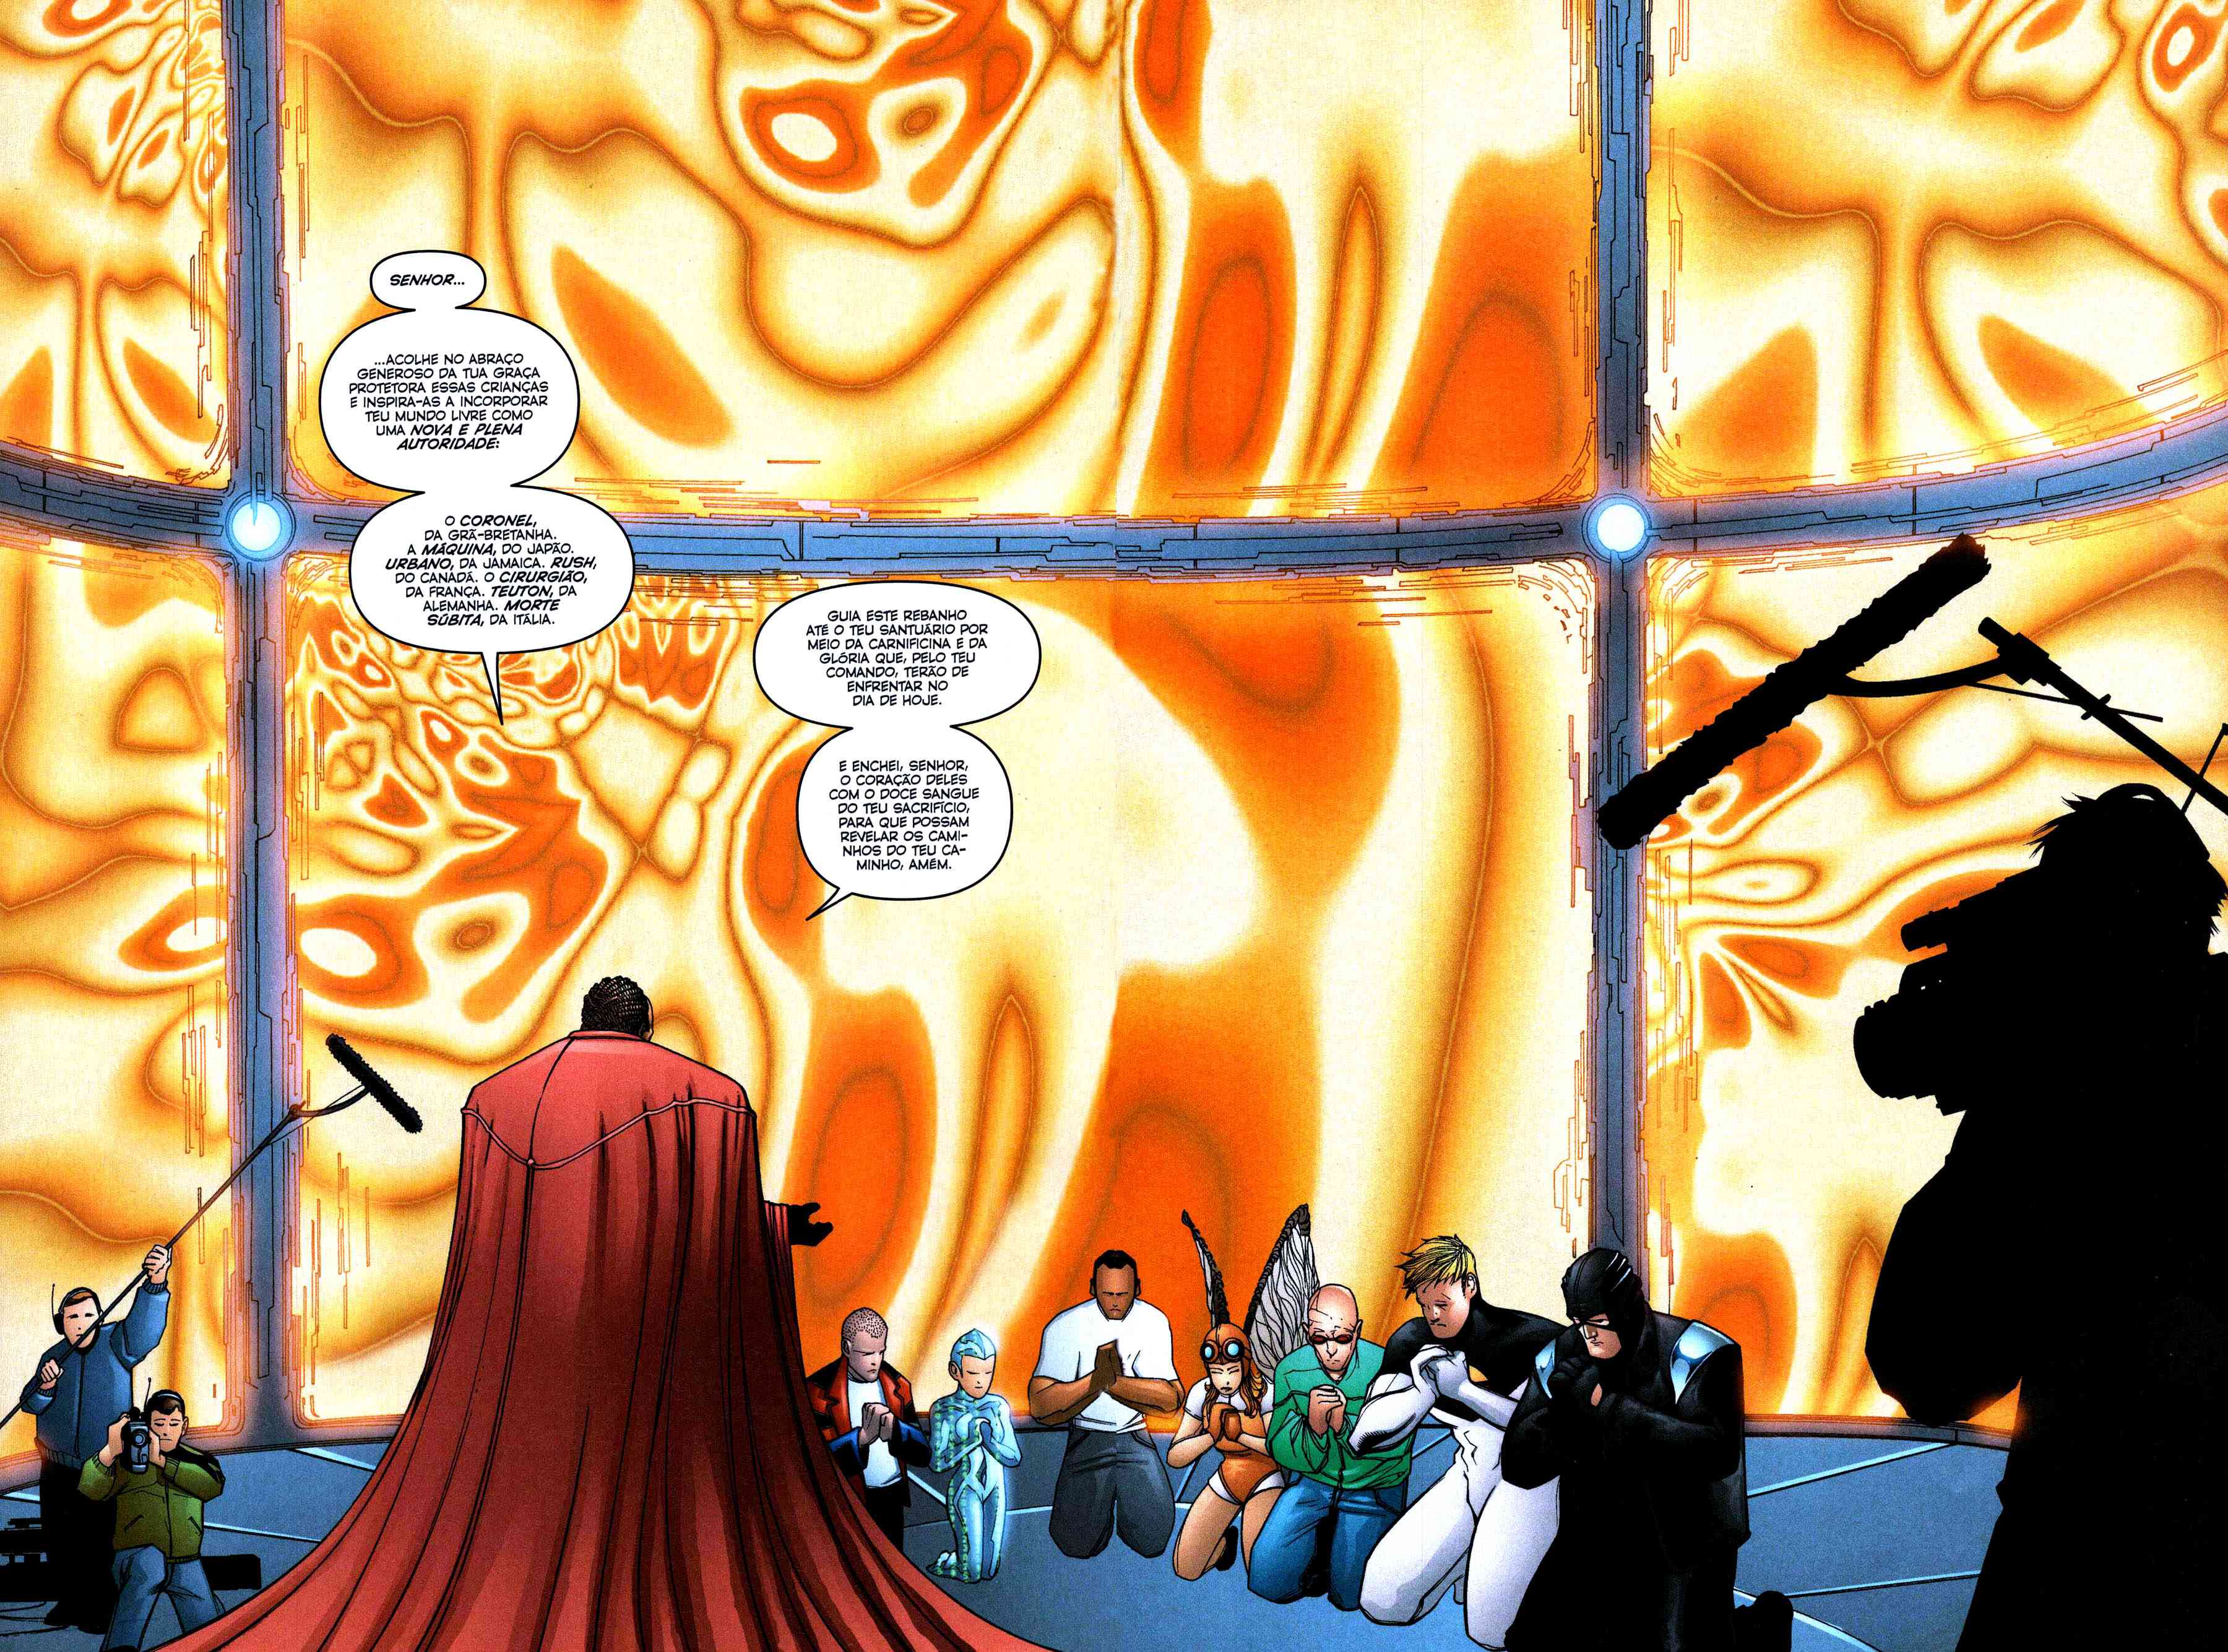 SENHOR...
...ACOLHE NO ABRAÇO
GENEROSO DA TUA GRAÇA
PROTETORA ESSAS CRIANÇAS
E INSPIRA-AS A INCORPORAR
TEU MUNDO LIVRE COMO
UMA NOVA E PLENA
AUTORIDADE:
O CORONEL,
DA GRÃ-BRETANHA.
A MÁQUINA, DO JAPÃO.
URBANO, DA JAMAICA. RUSH,
DO CANADÁ. O CIRURGIÃO,
DA FRANÇA. TEUTON, DA
ALEMANHA. MORTE
SÚBITA, DA ITÁLIA.
GUIA ESTE REBANHO
ATÉ O TEU SANTUÁRIO POR
MEIO DA CARNIFICINA E DA
GLÓRIA QUE, PELO TEU
COMANDO, TERÃO DE
ENFRENTAR NO
DIA DE HOJE.
E ENCHEI, SENHOR,
O CORAÇÃO DELES
COM O DOCE SANGUE
DO TEU SACRIFÍCIO,
PARA QUE POSSAM
REVELAR OS CAMI-
NHOS DO TEU CA-
MINHO, AMÉM.